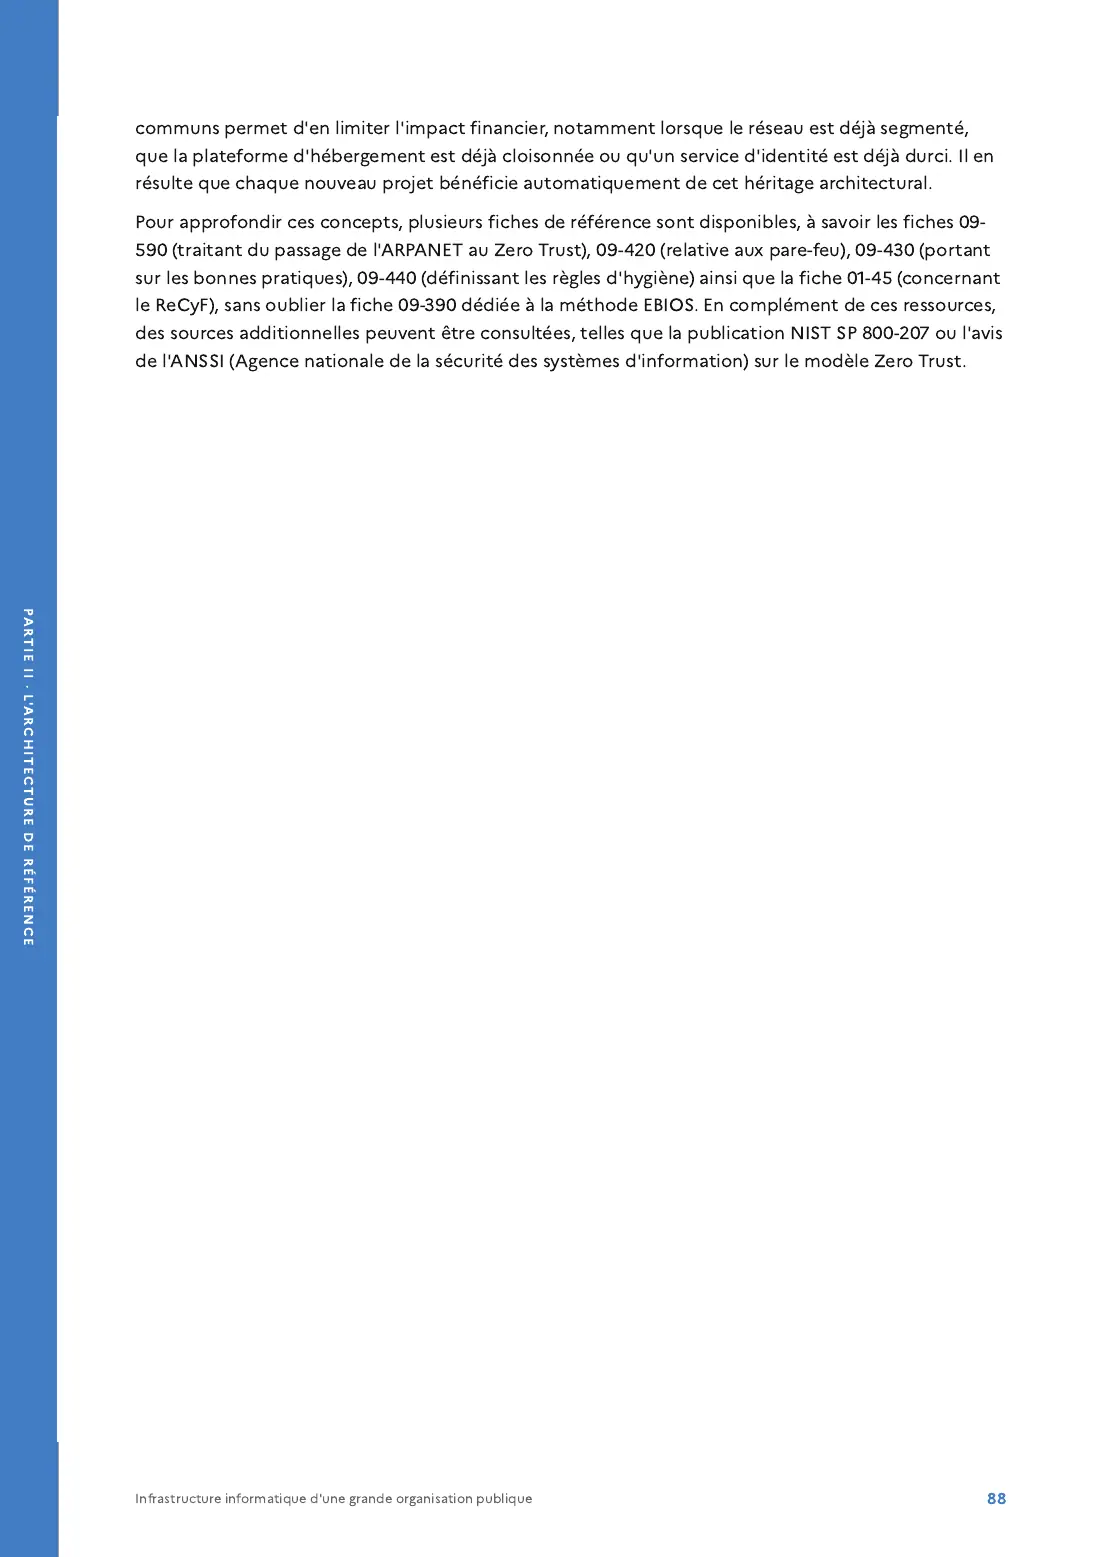 communs permet d'en limiter l'impact financier, notamment lorsque le réseau est déjà segmenté,
que la plateforme d'hébergement est déjà cloisonnée ou qu'un service d'identité est déjà durci. Il en
résulte que chaque nouveau projet bénéficie automatiquement de cet héritage architectural.
Pour approfondir ces concepts, plusieurs fiches de référence sont disponibles, à savoir les fiches 09-
590 (traitant du passage de l'ARPANET au Zero Trust), 09-420 (relative aux pare-feu), 09-430 (portant
sur les bonnes pratiques), 09-440 (définissant les règles d'hygiène) ainsi que la fiche 01-45 (concernant
le ReCyF), sans oublier la fiche 09-390 dédiée à la méthode EBIOS. En complément de ces ressources,
des sources additionnelles peuvent être consultées, telles que la publication NIST SP 800-207 ou l'avis
de l'ANSSI (Agence nationale de la sécurité des systèmes d'information) sur le modèle Zero Trust.
PARTIE II · L'ARCHITECTURE DE RÉFÉRENCE
Infrastructure informatique d'une grande organisation publique
88